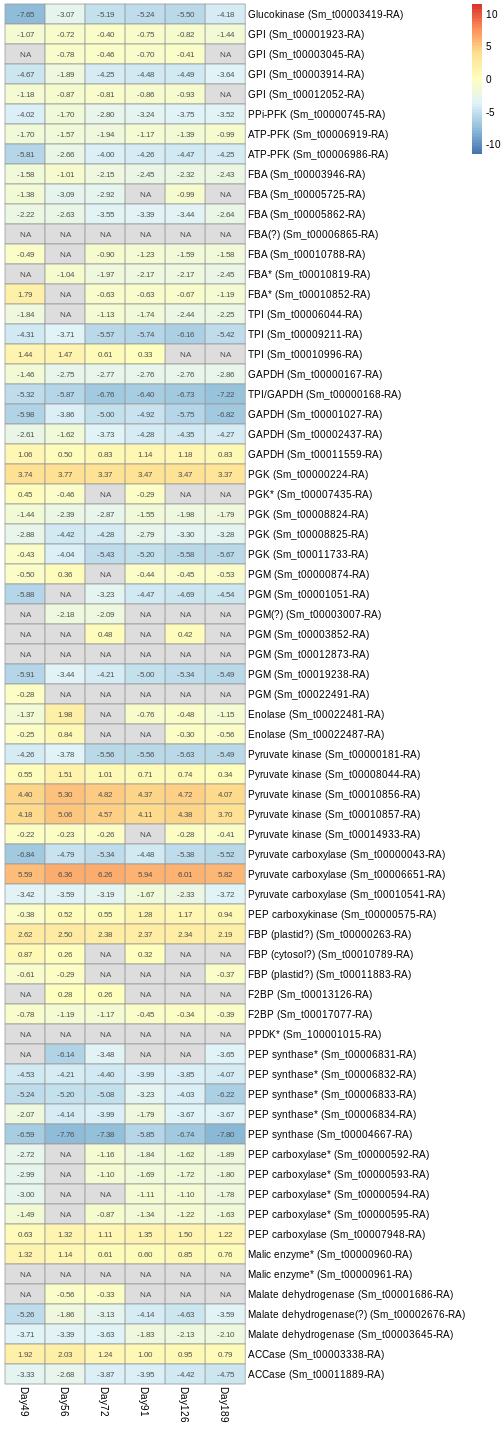 -7.65 -3.07 -5.19 -5.24 -5.50 -4.18 Glucokinase (Sm_t00003419-RA)
-1.07 -0.72 -0.40 -0.75 -0.82 -1.44 GPI (Sm_t00001923-RA)
NA -0.78 -0.46 -0.70 -0.41 NA GPI (Sm_t00003045-RA)
-4.67 -1.89 -4.25 -4.48 -4.49 -3.64 GPI (Sm_t00003914-RA)
-1.18 -0.87 -0.81 -0.86 -0.93 NA GPI (Sm_t00012052-RA)
-4.02 -1.70 -2.80 -3.24 -3.75 -3.52 PPi-PFK (Sm_t00000745-RA)
-1.70 -1.57 -1.94 -1.17 -1.39 -0.99 ATP-PFK (Sm_t00006919-RA)
-5.81 -2.66 -4.00 -4.26 -4.47 -4.25 ATP-PFK (Sm_t00006986-RA)
-1.58 -1.01 -2.15 -2.45 -2.32 -2.43 FBA (Sm_t00003946-RA)
-1.38 -3.09 -2.92 NA -0.99 NA FBA (Sm_t00005725-RA)
-2.22 -2.63 -3.55 -3.39 -3.44 -2.64 FBA (Sm_t00005862-RA)
NA NA NA NA NA NA FBA(?) (Sm_t00006865-RA)
-0.49 NA -0.90 -1.23 -1.59 -1.58 FBA (Sm_t00010788-RA)
NA -1.04 -1.97 -2.17 -2.17 -2.45 FBA* (Sm_t00010819-RA)
1.79 NA -0.63 -0.63 -0.67 -1.19 FBA* (Sm_t00010852-RA)
-1.84 NA -1.13 -1.74 -2.44 -2.25 TPI (Sm_t00006044-RA)
-4.31 -3.71 -5.57 -5.74 -6.16 -5.42 TPI (Sm_t00009211-RA)
1.44 1.47 0.61 0.33 NA NA TPI (Sm_t00010996-RA)
-1.46 -2.75 -2.77 -2.76 -2.76 -2.86 GAPDH (Sm_t00000167-RA)
-5.32 -5.87 -6.76 -6.40 -6.73 -7.22 TPI/GAPDH (Sm_t00000168-RA)
-5.98 -3.86 -5.00 -4.92 -5.75 -6.82 GAPDH (Sm_t00001027-RA)
-2.61 -1.62 -3.73 -4.28 -4.35 -4.27 GAPDH (Sm_t00002437-RA)
1.06 0.50 0.83 1.14 1.18 0.83 GAPDH (Sm_t00011559-RA)
3.74 3.77 3.37 3.47 3.47 3.37 PGK (Sm_t00000224-RA)
0.45 -0.46 NA -0.29 NA NA PGK* (Sm_t00007435-RA)
-1.44 -2.39 -2.87 -1.55 -1.98 -1.79 PGK (Sm_t00008824-RA)
-2.88 -4.42 -4.28 -2.79 -3.30 -3.28 PGK (Sm_t00008825-RA)
-0.43 -4.04 -5.43 -5.20 -5.58 -5.67 PGK (Sm_t00011733-RA)
-0.50 0.36 NA -0.44 -0.45 -0.53 PGM (Sm_t00000874-RA)
-5.88 NA -3.23 -4.47 -4.69 -4.54 PGM (Sm_t00001051-RA)
NA -2.18 -2.09 NA NA NA PGM(?) (Sm_t00003007-RA)
NA NA 0.48 NA 0.42 NA PGM (Sm_t00003852-RA)
NA NA NA NA NA NA PGM (Sm_t00012873-RA)
-5.91 -3.44 -4.21 -5.00 -5.34 -5.49 PGM (Sm_t00019238-RA)
-0.28 NA NA NA NA NA PGM (Sm_t00022491-RA)
-1.37 1.98 NA -0.76 -0.48 -1.15 Enolase (Sm_t00022481-RA)
-0.25 0.84 NA NA -0.30 -0.56 Enolase (Sm_t00022487-RA)
-4.26 -3.78 -5.56 -5.56 -5.63 -5.49 Pyruvate kinase (Sm_t00000181-RA)
0.55 1.51 1.01 0.71 0.74 0.34 Pyruvate kinase (Sm_t00008044-RA)
4.40 5.30 4.82 4.37 4.72 4.07 Pyruvate kinase (Sm_t00010856-RA)
4.18 5.06 4.57 4.11 4.38 3.70 Pyruvate kinase (Sm_t00010857-RA)
-0.22 -0.23 -0.26 NA -0.28 -0.41 Pyruvate kinase (Sm_t00014933-RA)
-6.84 -4.79 -5.34 -4.48 -5.38 -5.52 Pyruvate carboxylase (Sm_t00000043-RA)
5.59 6.36 6.26 5.94 6.01 5.82 Pyruvate carboxylase (Sm_t00006651-RA)
-3.42 -3.59 -3.19 -1.67 -2.33 -3.72 Pyruvate carboxylase (Sm_t00010541-RA)
-0.38 0.52 0.55 1.28 1.17 0.94 PEP carboxykinase (Sm_t00000575-RA)
2.62 2.50 2.38 2.37 2.34 2.19 FBP (plastid?) (Sm_t00000263-RA)
0.87 0.26 NA 0.32 NA NA FBP (cytosol?) (Sm_t00010789-RA)
-0.61 -0.29 NA NA NA -0.37 FBP (plastid?) (Sm_t00011883-RA)
NA 0.28 0.26 NA NA NA F2BP (Sm_t00013126-RA)
-0.78 -1.19 -1.17 -0.45 -0.34 -0.39 F2BP (Sm_t00017077-RA)
NA NA NA NA NA NA PPDK* (Sm_100001015-RA)
NA -6.14 -3.48 NA NA -3.65 PEP synthase* (Sm_t00006831-RA)
-4.53 -4.21 -4.40 -3.99 -3.85 -4.07 PEP synthase* (Sm_t00006832-RA)
-5.24 -5.20 -5.08 -3.23 -4.03 -6.22 PEP synthase* (Sm_t00006833-RA)
-2.07 -4.14 -3.99 -1.79 -3.67 -3.67 PEP synthase* (Sm_t00006834-RA)
-6.59 -7.76 -7.38 -5.85 -6.74 -7.80 PEP synthase (Sm_t00004667-RA)
-2.72 NA -1.16 -1.84 -1.62 -1.89 PEP carboxylase* (Sm_t00000592-RA)
-2.99 NA -1.10 -1.69 -1.72 -1.80 PEP carboxylase* (Sm_t00000593-RA)
-3.00 NA NA -1.11 -1.10 -1.78 PEP carboxylase* (Sm_t00000594-RA)
-1.49 NA -0.87 -1.34 -1.22 -1.63 PEP carboxylase* (Sm_t00000595-RA)
0.63 1.32 1.11 1.35 1.50 1.22 PEP carboxylase (Sm_t00007948-RA)
1.32 1.14 0.61 0.60 0.85 0.76 Malic enzyme* (Sm_t00000960-RA)
NA NA NA NA NA NA Malic enzyme* (Sm_t00000961-RA)
NA -0.56 -0.33 NA NA NA Malate dehydrogenase (Sm_t00001686-RA)
-5.26 -1.86 -3.13 -4.14 -4.63 -3.59 Malate dehydrogenase(?) (Sm_t00002676-RA)
-3.71 -3.39 -3.63 -1.83 -2.13 -2.10 Malate dehydrogenase (Sm_t00003645-RA)
1.92 2.03 1.24 1.00 0.95 0.79 ACCase (Sm_t00003338-RA)
-3.33 -2.68 -3.87 -3.95 -4.42 -4.75 ACCase (Sm_t00011889-RA)
Day49 Day56 Day72 Day91 Day126 Day189
10
5
0
-5
-10